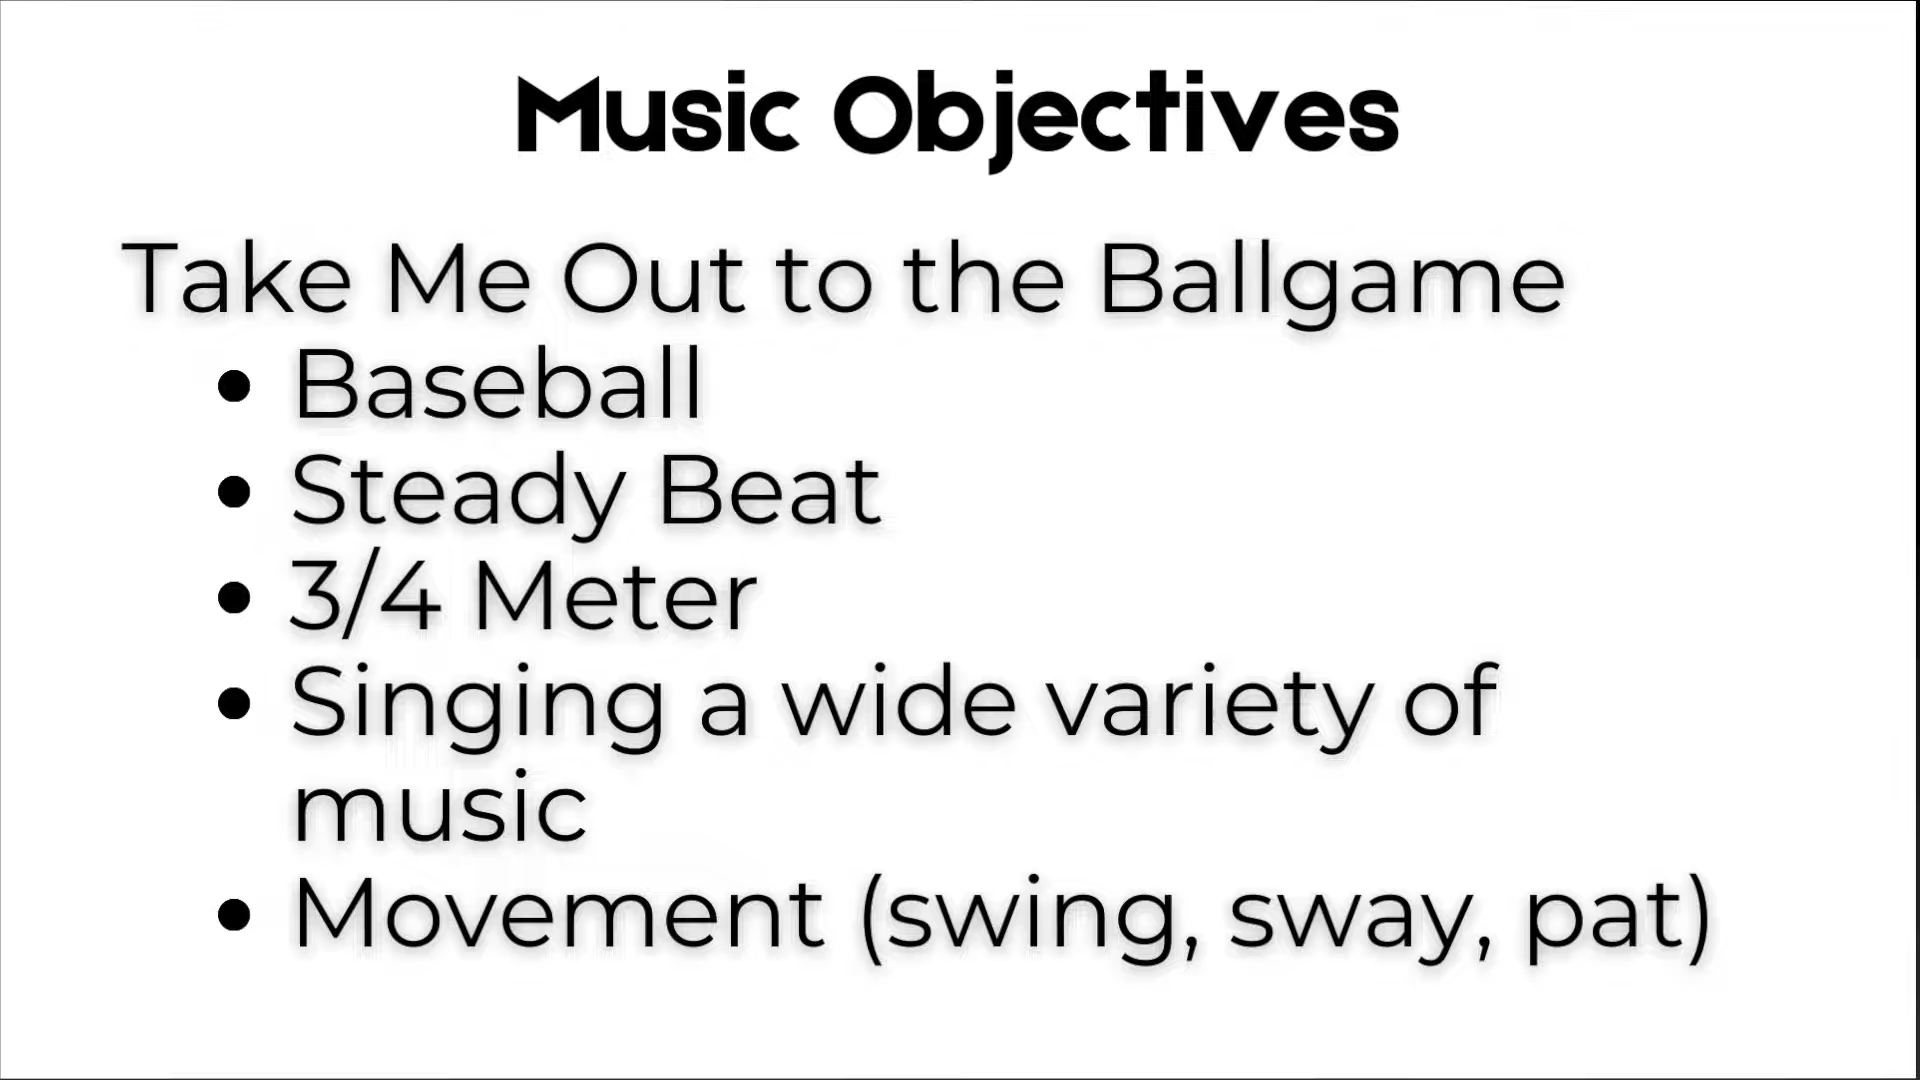 Music Objectives
Take Me Out to the Ballgame
• Baseball
• Steady Beat
• 3/4 Meter
• Singing a wide variety of
music
• Movement (swing, sway, pat)